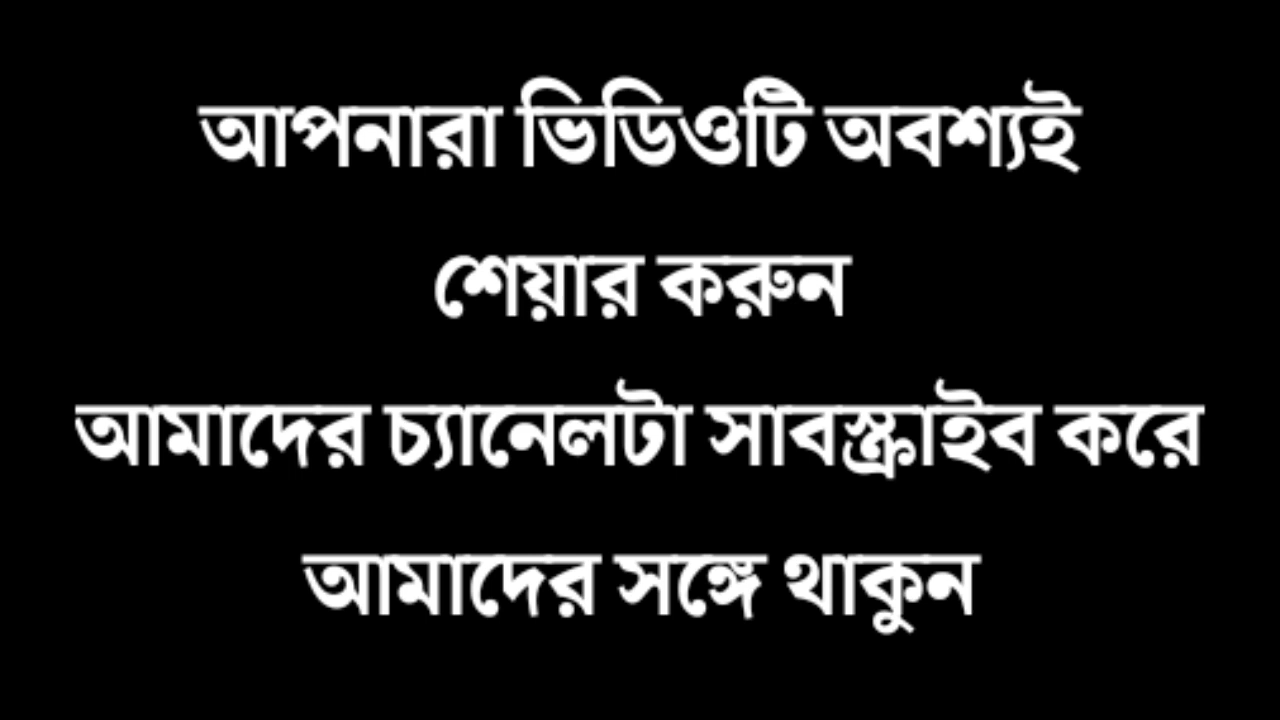 আপনারা ভিডিওটি অবশ্যই
শেয়ার করুন
আমাদের চ্যানেলটা সাবস্ক্রাইব করে
আমাদের সঙ্গে থাকুন